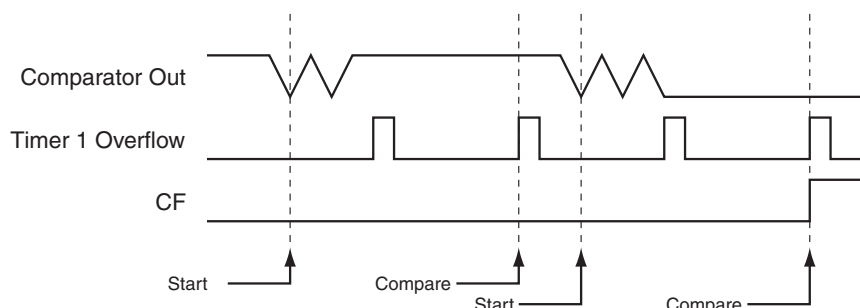 Comparator Out
Timer 1 Overflow
CF
Start
Compare
Start
Compare